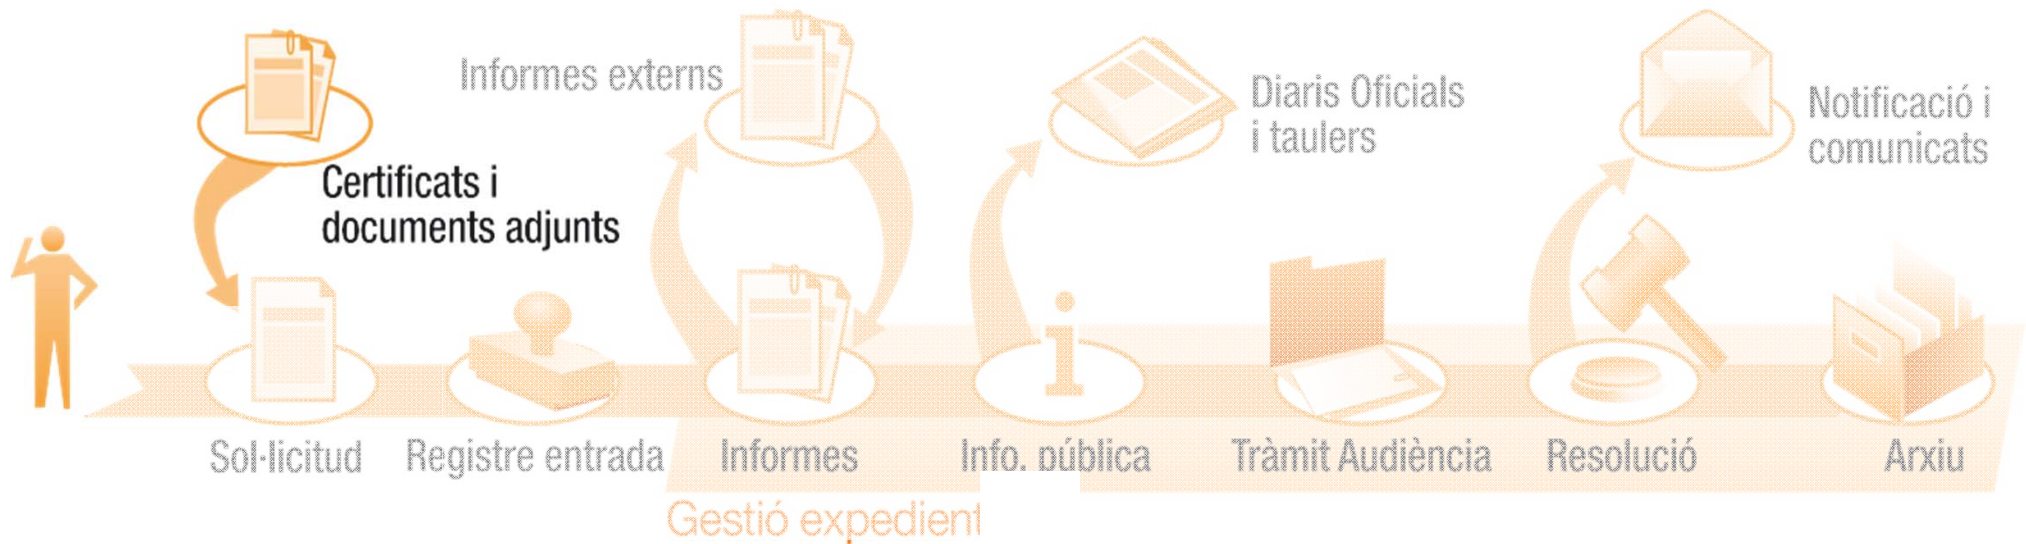 Informes externs
Diaris Oficials
i taulers
Notificació i
comunicats
Certificats i
documents adjunts
Sol·licitud
Registre entrada
Informes
Info. pública
Tràmit Audiència
Resolució
Arxiu
Gestió expedient